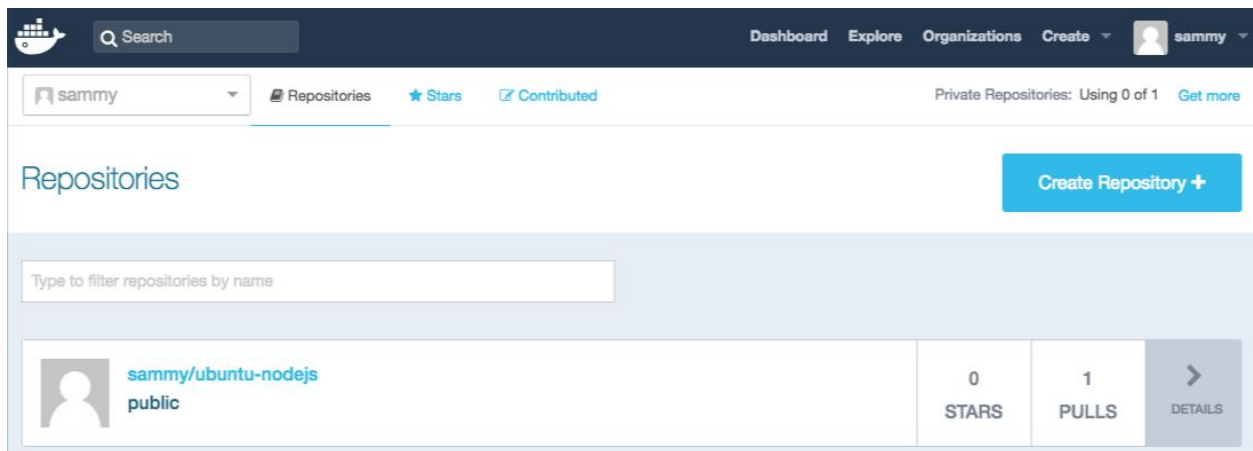 Search Dashboard Explore Organizations Create sammy
sammy Repositories Stars Contributed Private Repositories: Using 0 of 1 Get more
Repositories Create Repository +
Type to filter repositories by name
sammy/ubuntu-nodejs
public
0
STARS
1
PULLS
DETAILS